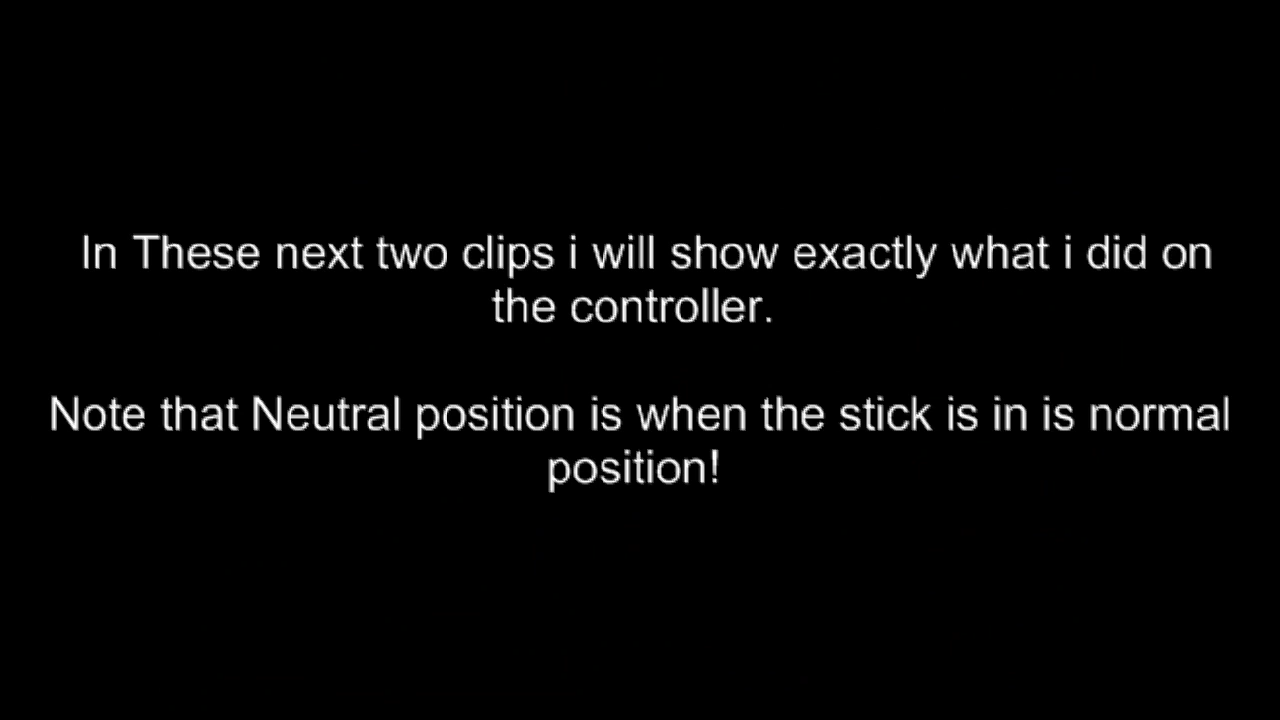 In These next two clips i will show exactly what i did on
the controller.
Note that Neutral position is when the stick is in is normal
position!